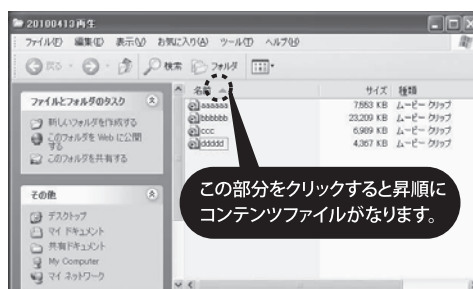 20100413再生
ファイル(F) 編集(E) 表示(V) お気に入り(A) ツール(T) ヘルプ(H)
戻る 検索 フォルダ
名前 サイズ 種類
aaaaaa 7,553 KB ムービー クリップ
bbbbbb 23,209 KB ムービー クリップ
ccc 6,989 KB ムービー クリップ
ddddd 4,367 KB ムービー クリップ
ファイルとフォルダのタスク
新しいフォルダを作成する
このフォルダを Web に公開
する
このフォルダを共有する
その他
デスクトップ
マイ ドキュメント
共有ドキュメント
My Computer
マイ ネットワーク
この部分をクリックすると昇順に
コンテンツファイルがなります。